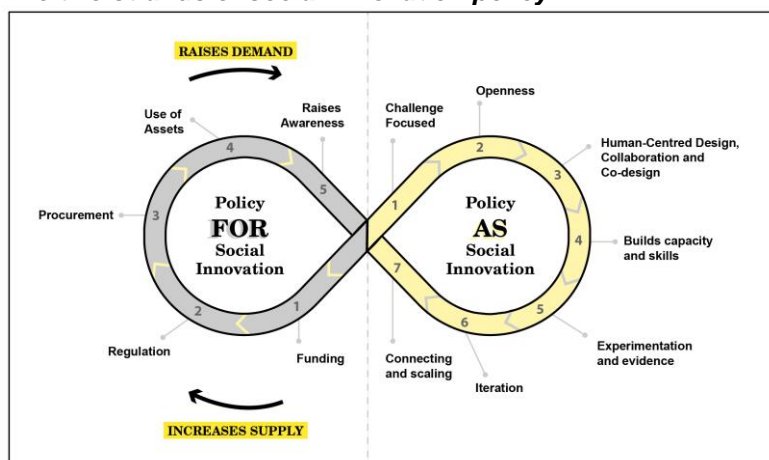 RAISES DEMAND
Use of
Assets
Raises
Awareness
Challenge
Focused
Openness
Human-Centred Design,
Collaboration and
Co-design
4
5
1
2
3
Procurement
3
Policy
FOR
Social
Innovation
Policy
AS
Social
Innovation
4
Builds capacity
and skills
2
1
7
6
5
Regulation
Funding
Connecting
and scaling
Iteration
Experimentation
and evidence
INCREASES SUPPLY